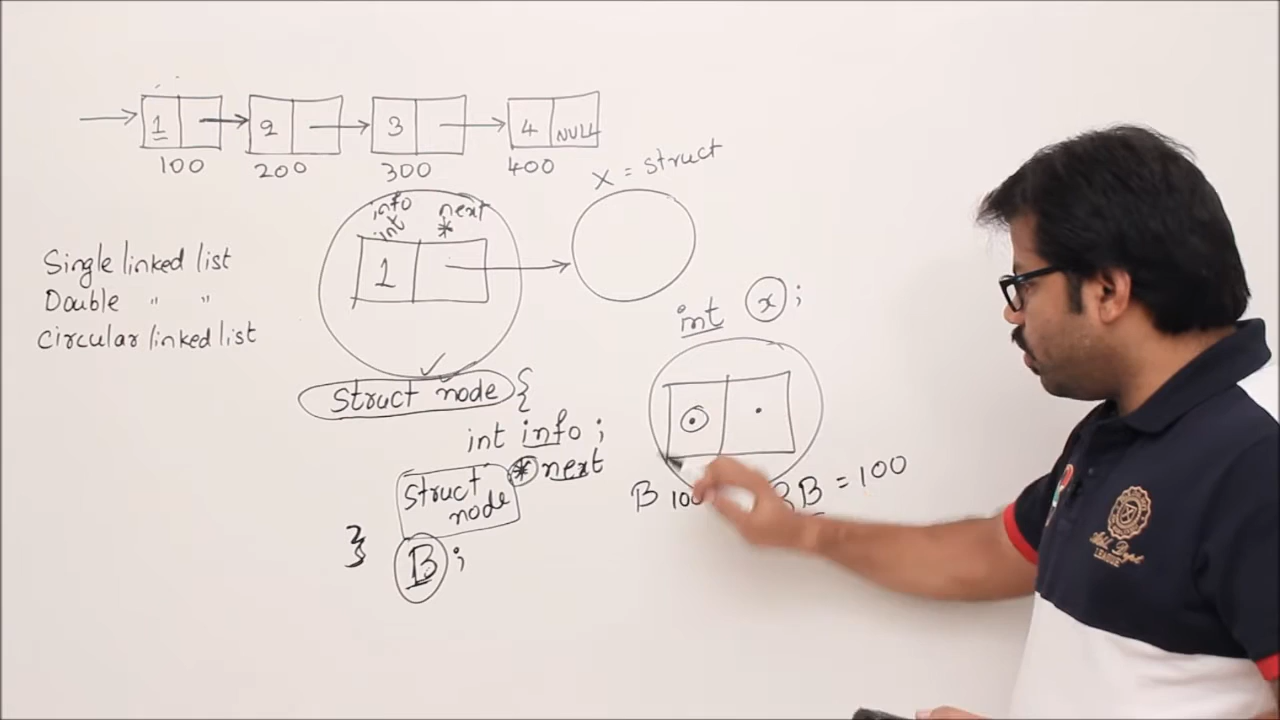 1 2 3 4 NULL
100 200 300 400
X = struct
info next
int *
1
Single linked list
Double " "
Circular linked list
int x ;
struct node {
int info ;
struct node * next
}
B ;
B 100
B = 100
LEAGUE